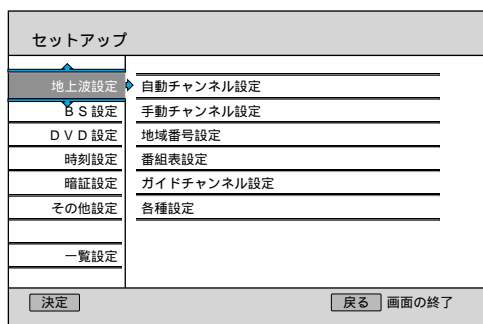 セットアップ
地上波設定
BS設定
DVD設定
時刻設定
暗証設定
その他設定
一覧設定
自動チャンネル設定
手動チャンネル設定
地域番号設定
番組表設定
ガイドチャンネル設定
各種設定
決定
戻る 画面の終了